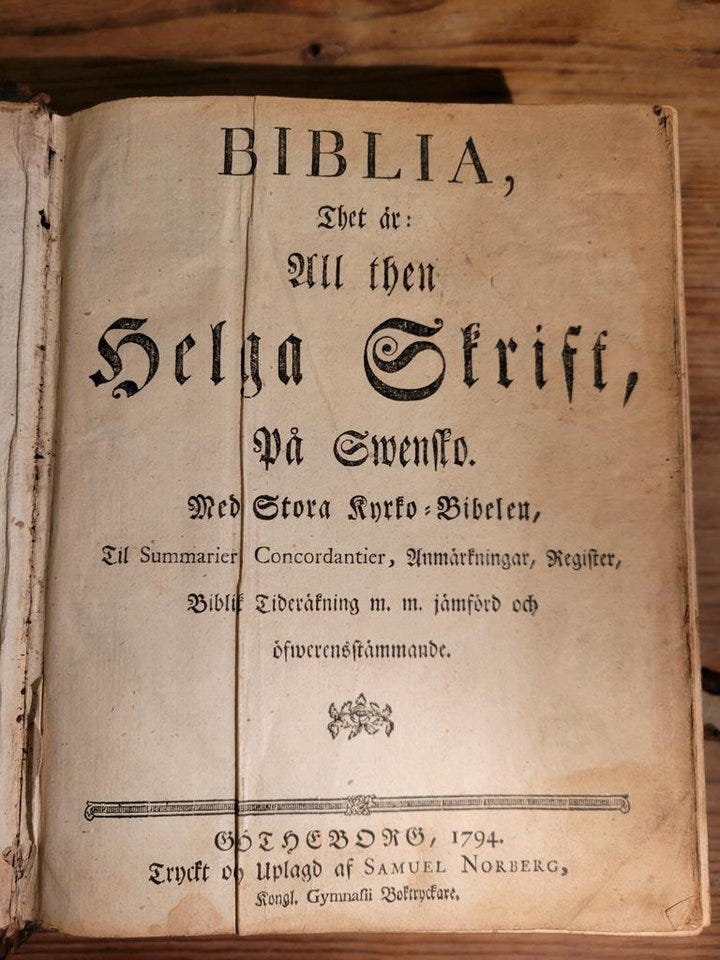 BIBLIA,
Thet är:
All then
Helga Skrift,
På Swensko.
Med Stora Kyrko-Bibelen,
Til Summarier Concordantier, Anmärkningar, Register,
Biblisk Tideräkning m. m. jämförd och
öfwerensstämmande.
GÖTHEBORG, 1794.
Tryckt och Uplagd af SAMUEL NORBERG,
Kongl. Gymnasii Boktryckare.